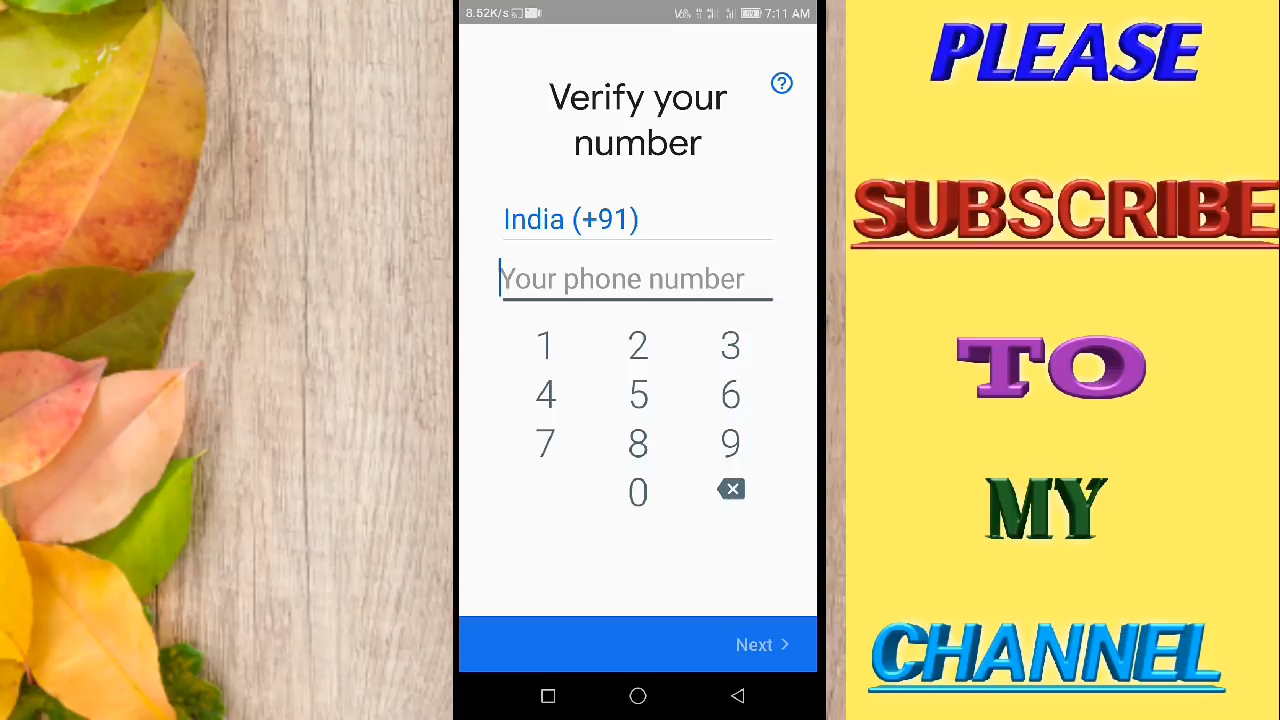 8.52K/s 7:11 AM
Verify your
number
India (+91)
Your phone number
1 2 3
4 5 6
7 8 9
0
Next
PLEASE
SUBSCRIBE
TO
MY
CHANNEL